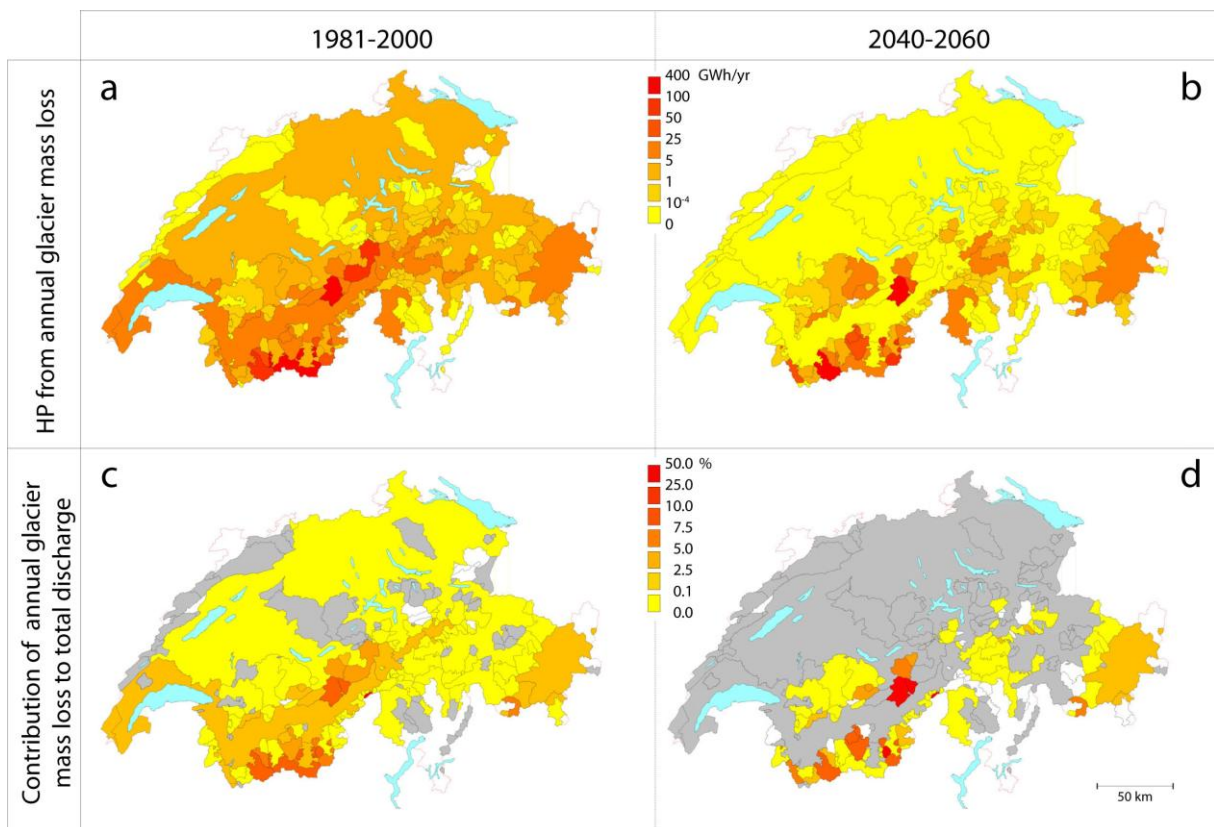 1981-2000
2040-2060
HP from annual glacier mass loss
a
400 GWh/yr
100
50
25
5
1
10⁻⁴
0
b
Contribution of annual glacier
mass loss to total discharge
c
50.0 %
25.0
10.0
7.5
5.0
2.5
0.1
0.0
d
50 km